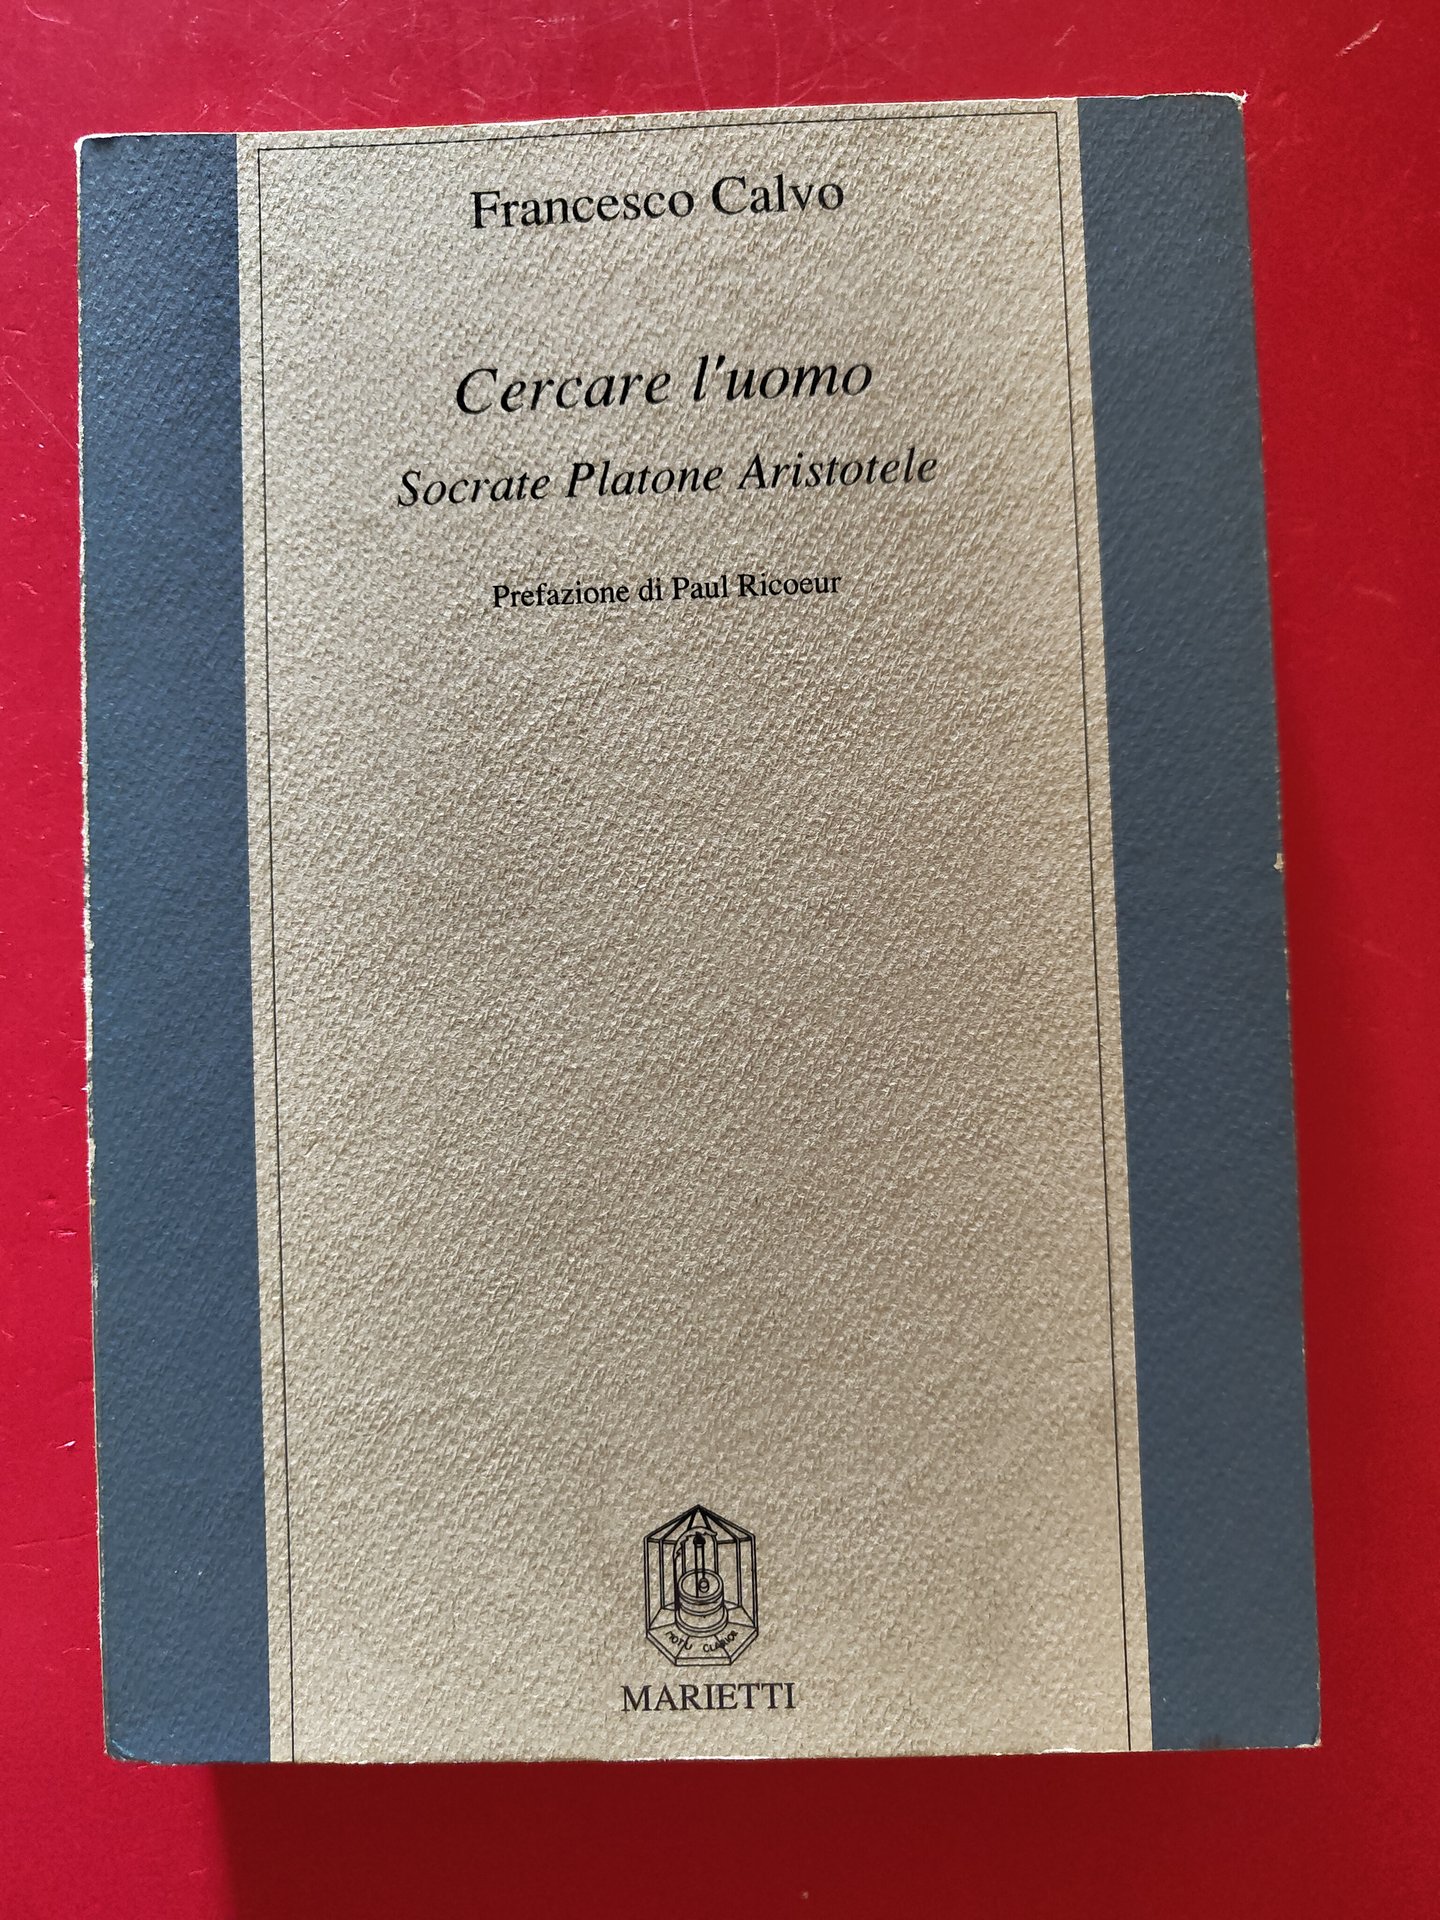 Francesco Calvo
Cercare l'uomo
Socrate Platone Aristotele
Prefazione di Paul Ricoeur
MARIETTI